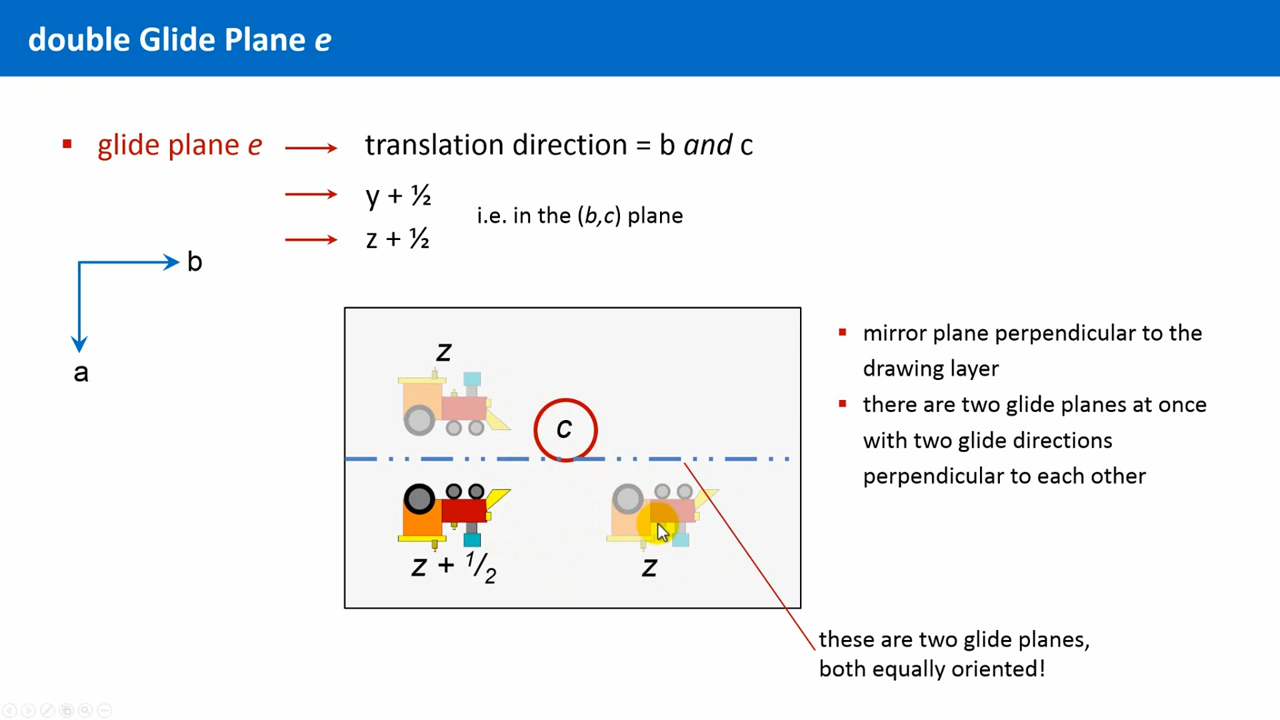 double Glide Plane e
▪ glide plane e → translation direction = b and c
→ y + ½
i.e. in the (b,c) plane
→ z + ½
b
a
z
c
z + 1/2
z
▪ mirror plane perpendicular to the
drawing layer
▪ there are two glide planes at once
with two glide directions
perpendicular to each other
these are two glide planes,
both equally oriented!